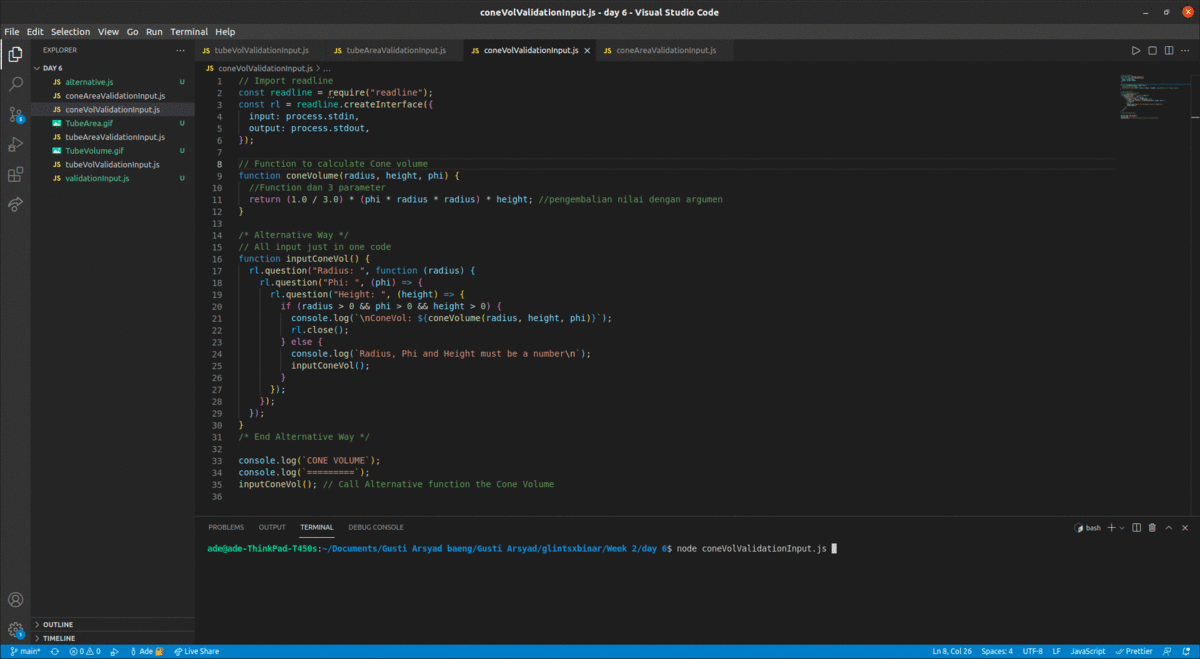 coneVolValidationInput.js - day 6 - Visual Studio Code
File Edit Selection View Go Run Terminal Help
EXPLORER
DAY 6
JS alternative.js U
JS coneAreaValidationInput.js
JS coneVolValidationInput.js
TubeArea.gif U
JS tubeAreaValidationInput.js
TubeVolume.gif U
JS tubeVolValidationInput.js
JS validationInput.js U
OUTLINE
TIMELINE
JS tubeVolValidationInput.js JS tubeAreaValidationInput.js JS coneVolValidationInput.js JS coneAreaValidationInput.js
JS coneVolValidationInput.js > ...
1 // Import readline
2 const readline = require("readline");
3 const rl = readline.createInterface({
4 input: process.stdin,
5 output: process.stdout,
6 });
7
8 // Function to calculate Cone volume
9 function coneVolume(radius, height, phi) {
10 //Function dan 3 parameter
11 return (1.0 / 3.0) * (phi * radius * radius) * height; //pengembalian nilai dengan argumen
12 }
13
14 /* Alternative Way */
15 // All input just in one code
16 function inputConeVol() {
17 rl.question("Radius: ", function (radius) {
18 rl.question("Phi: ", (phi) => {
19 rl.question("Height: ", (height) => {
20 if (radius > 0 && phi > 0 && height > 0) {
21 console.log(`\nConeVol: ${coneVolume(radius, height, phi)}`);
22 rl.close();
23 } else {
24 console.log(`Radius, Phi and Height must be a number\n`);
25 inputConeVol();
26 }
27 });
28 });
29 });
30 }
31 /* End Alternative Way */
32
33 console.log(`CONE VOLUME`);
34 console.log(`=========`);
35 inputConeVol(); // Call Alternative function the Cone Volume
36
PROBLEMS OUTPUT TERMINAL DEBUG CONSOLE
bash
ade@ade-ThinkPad-T450s:~/Documents/Gusti Arsyad baeng/Gusti Arsyad/glintsxbinar/Week 2/day 6$ node coneVolValidationInput.js
main* 0 0 Ade Live Share
Ln 8, Col 26 Spaces: 4 UTF-8 LF JavaScript Prettier